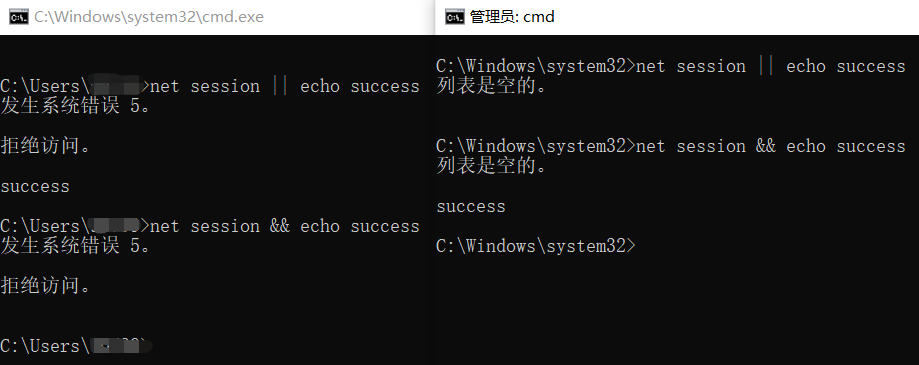 C:\Windows\system32\cmd.exe
C:\Users\>net session || echo success
发生系统错误 5。
拒绝访问。
success
C:\Users\>net session && echo success
发生系统错误 5。
拒绝访问。
C:\Users\
管理员: cmd
C:\Windows\system32>net session || echo success
列表是空的。
C:\Windows\system32>net session && echo success
列表是空的。
success
C:\Windows\system32>